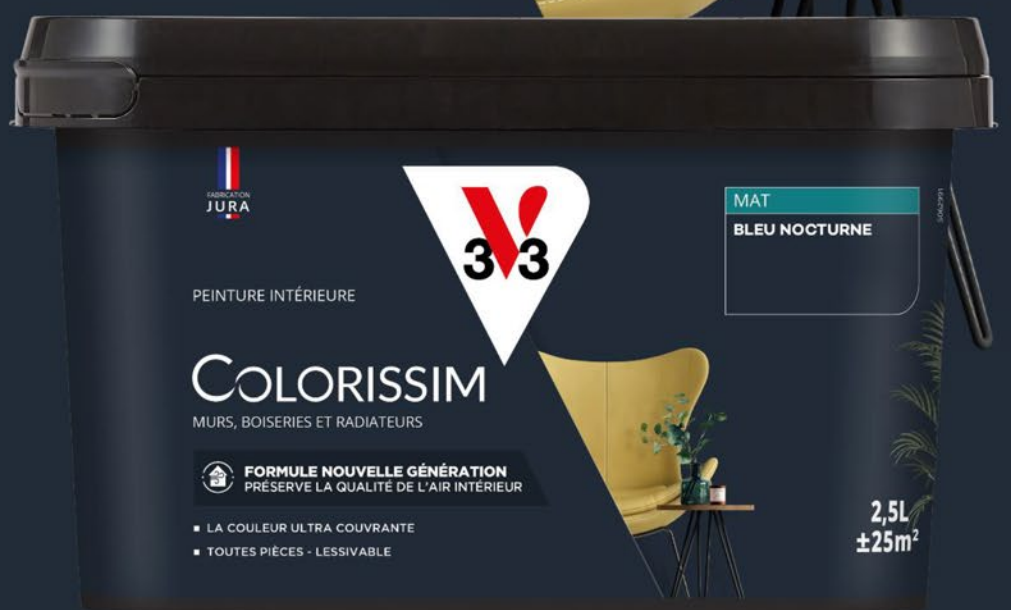 FABRICATION
JURA
3V3
MAT
BLEU NOCTURNE
PEINTURE INTÉRIEURE
COLORISSIM
MURS, BOISERIES ET RADIATEURS
FORMULE NOUVELLE GÉNÉRATION
PRÉSERVE LA QUALITÉ DE L'AIR INTÉRIEUR
▪ LA COULEUR ULTRA COUVRANTE
▪ TOUTES PIÈCES - LESSIVABLE
2,5L
±25m²